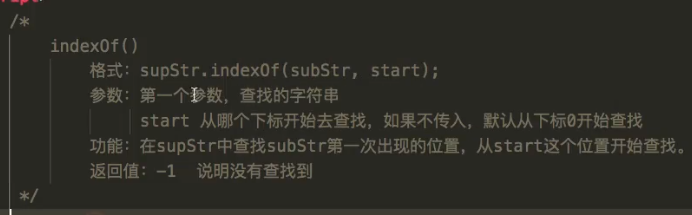 /*
indexOf()
格式：supStr.indexOf(subStr, start);
参数：第一个参数，查找的字符串
start 从哪个下标开始去查找，如果不传入，默认从下标0开始查找
功能：在supStr中查找subStr第一次出现的位置，从start这个位置开始查找。
返回值：-1 说明没有查找到
*/